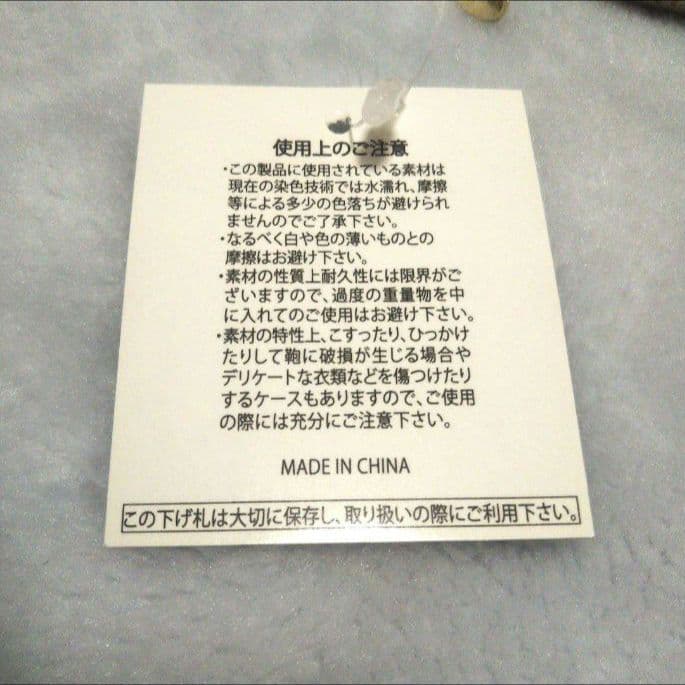 使用上のご注意
・この製品に使用されている素材は
現在の染色技術では水濡れ、摩擦
等による多少の色落ちが避けられ
ませんのでご了承下さい。
・なるべく白や色の薄いものとの
摩擦はお避け下さい。
・素材の性質上耐久性には限界がご
ざいますので、過度の重量物を中
に入れてのご使用はお避け下さい。
・素材の特性上、こすったり、ひっかけ
たりして鞄に破損が生じる場合や
デリケートな衣類などを傷つけたり
するケースもありますので、ご使用
の際には充分にご注意下さい。
MADE IN CHINA
この下げ札は大切に保存し、取り扱いの際にご利用下さい。